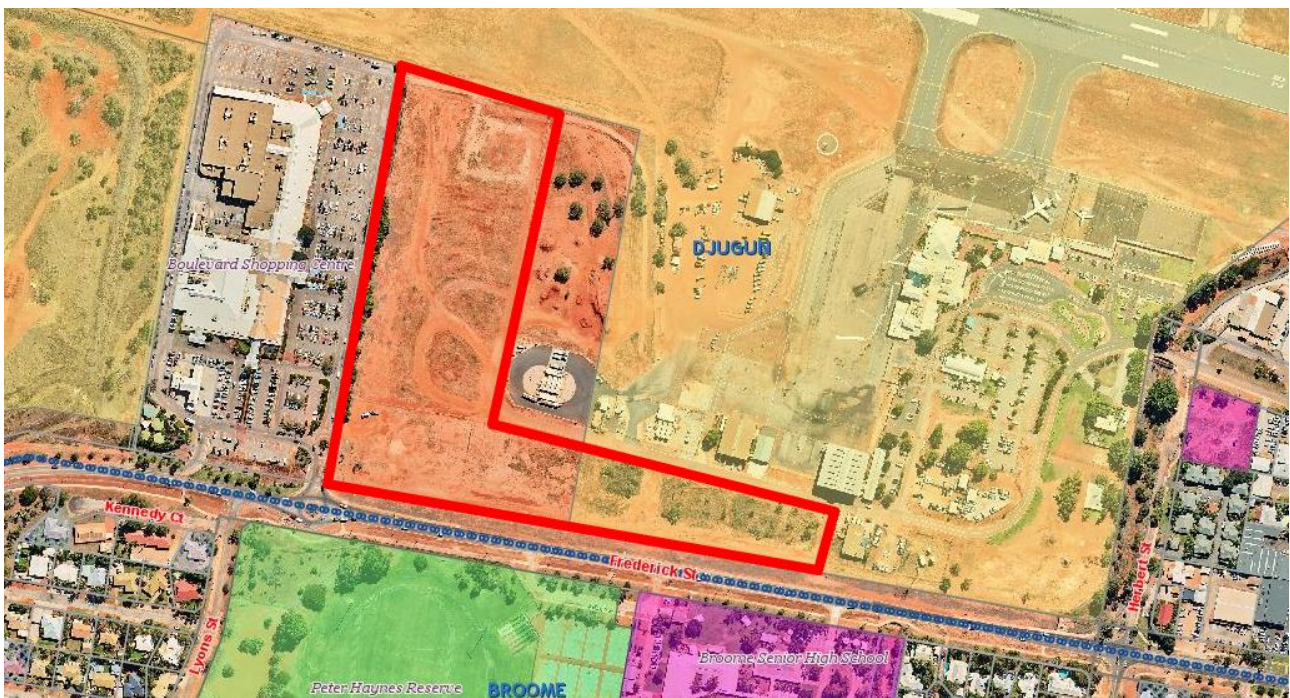 DJUGUN
Boulevard Shopping Centre
Kennedy Ct
Frederick St
Herbert St
Lyons St
Broome Senior High School
Peter Haynes Reserve
BROOME